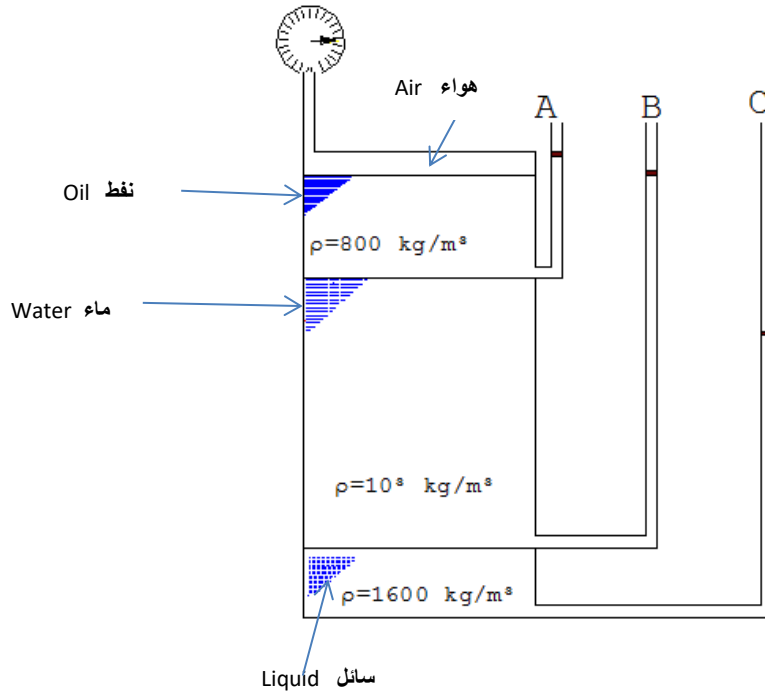 Air هواء
A B C
Oil نفط
ρ=800 kg/m³
Water ماء
ρ=10³ kg/m³
ρ=1600 kg/m³
Liquid سائل